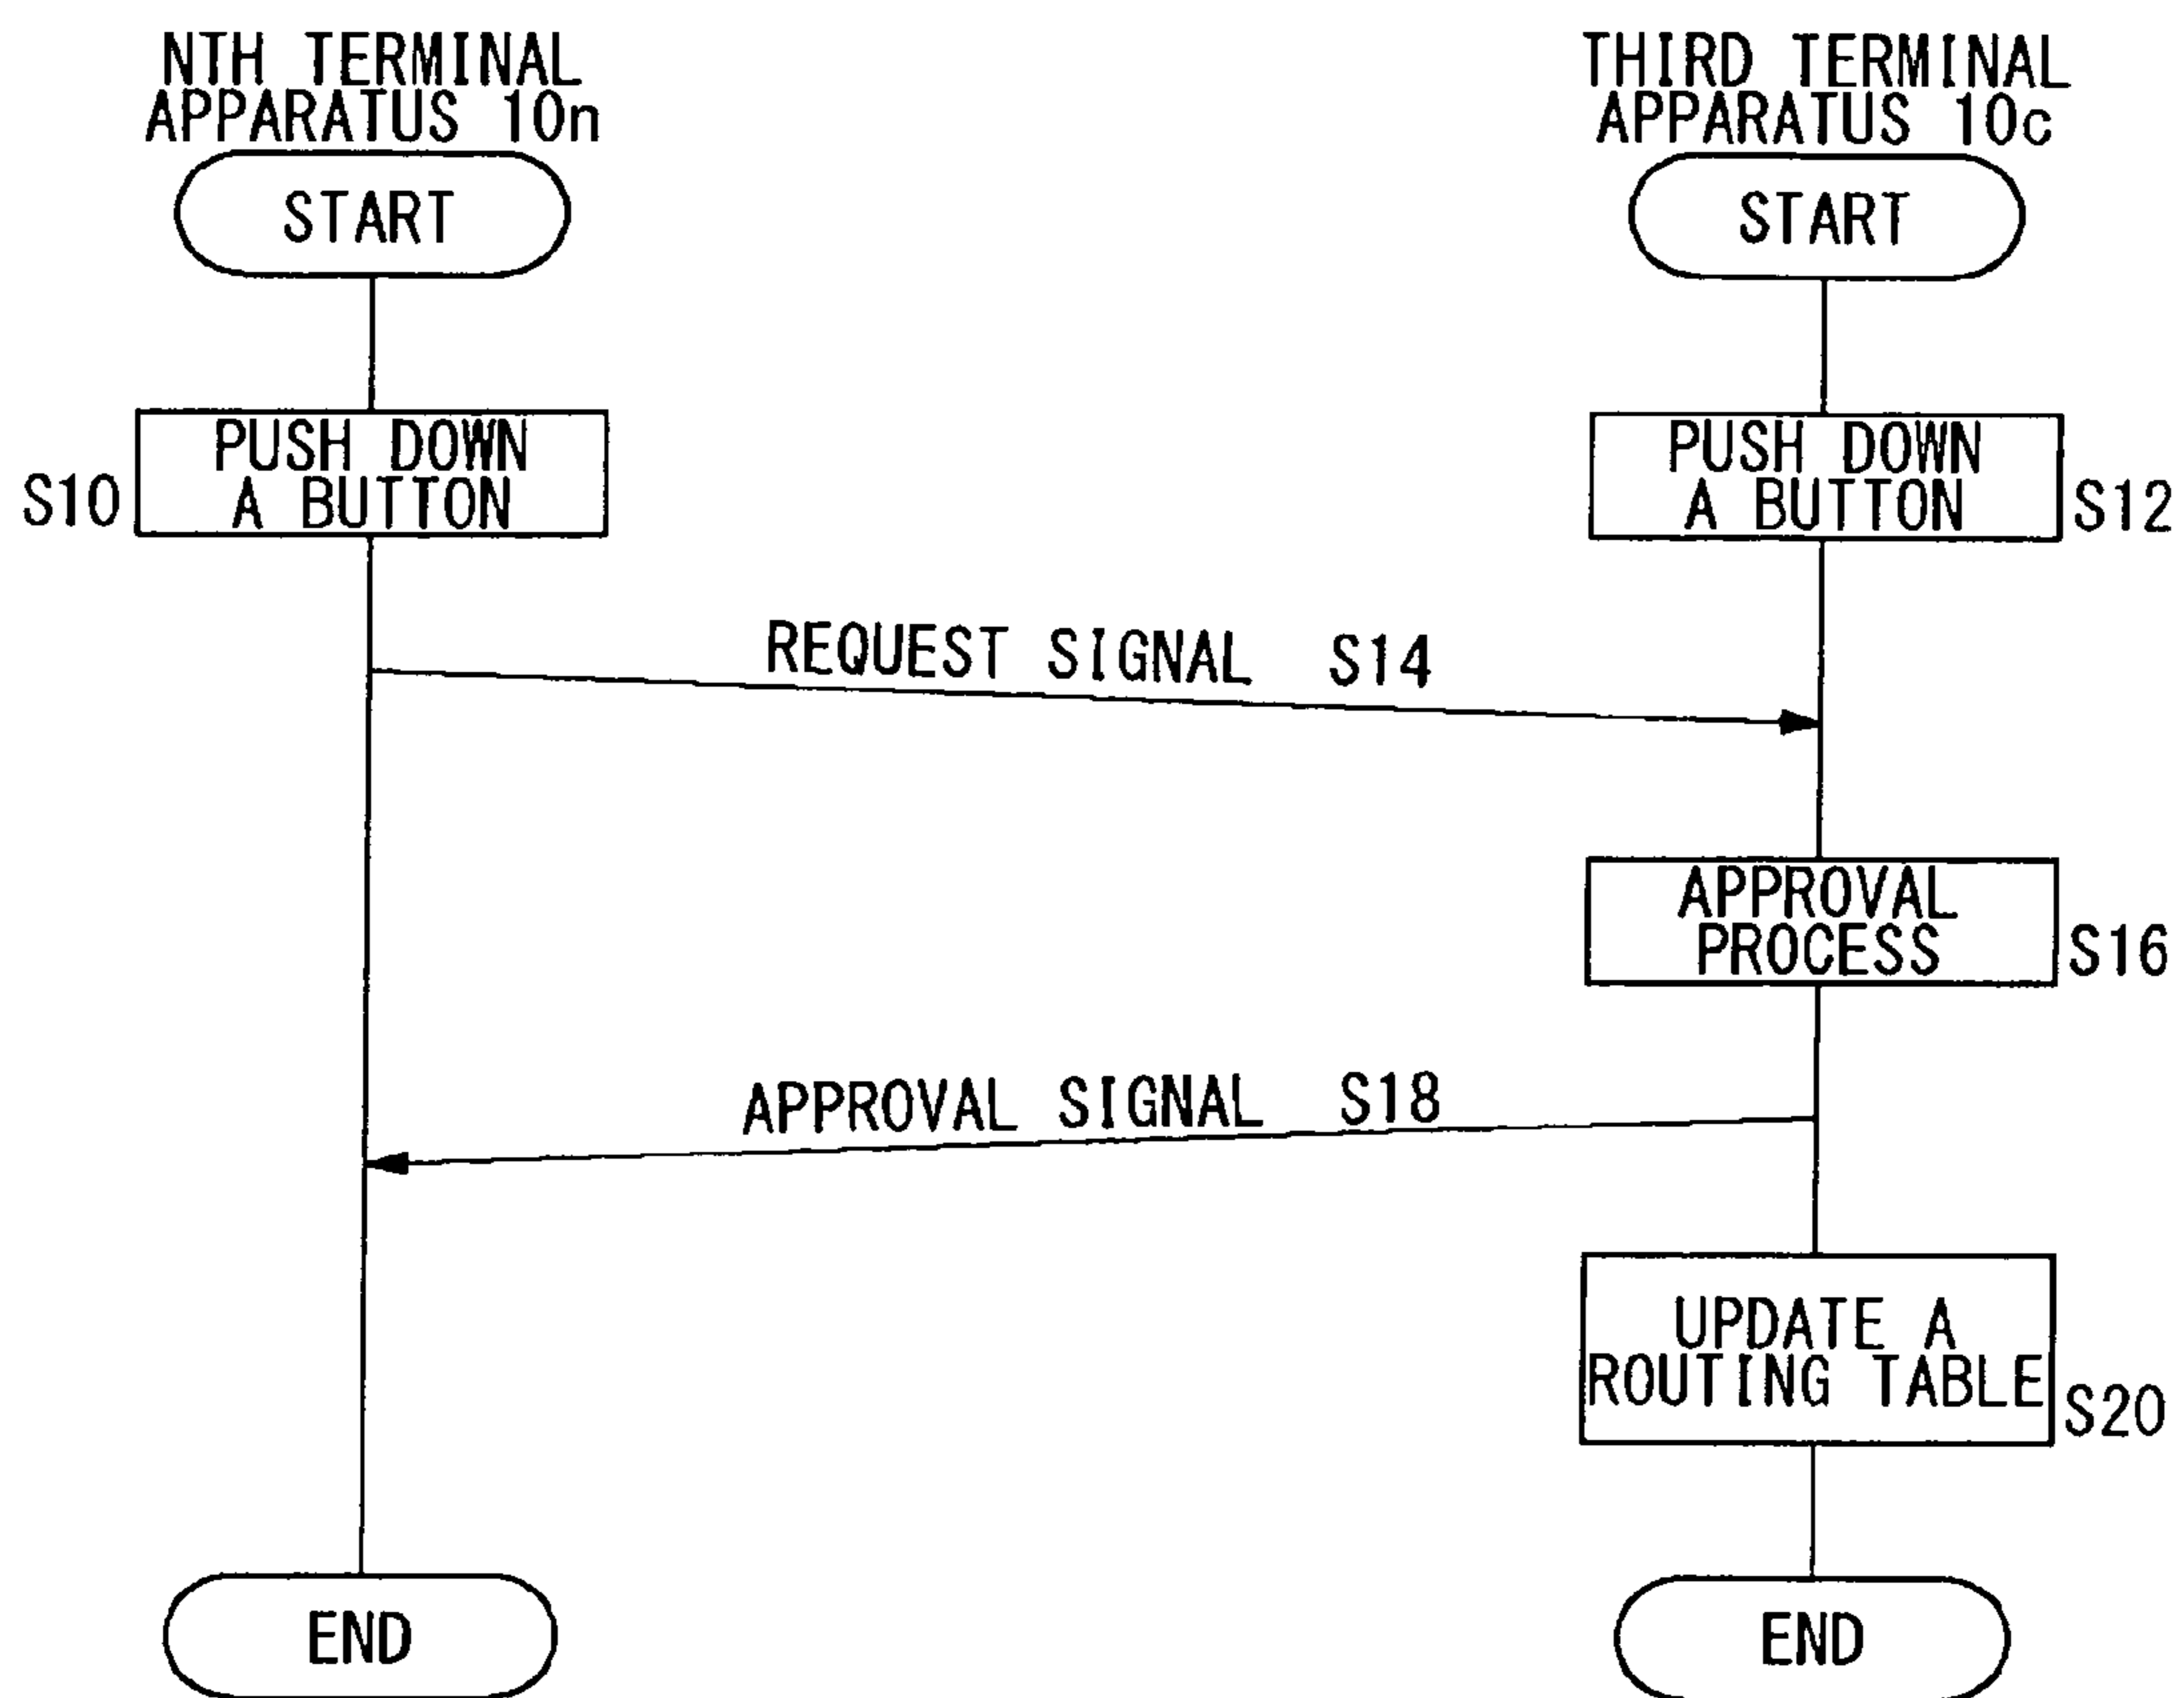 NTH TERMINAL
APPARATUS 10n
THIRD TERMINAL
APPARATUS 10c
START
START
PUSH DOWN
A BUTTON
S10
PUSH DOWN
A BUTTON
S12
REQUEST SIGNAL S14
APPROVAL
PROCESS
S16
APPROVAL SIGNAL S18
UPDATE A
ROUTING TABLE
S20
END
END